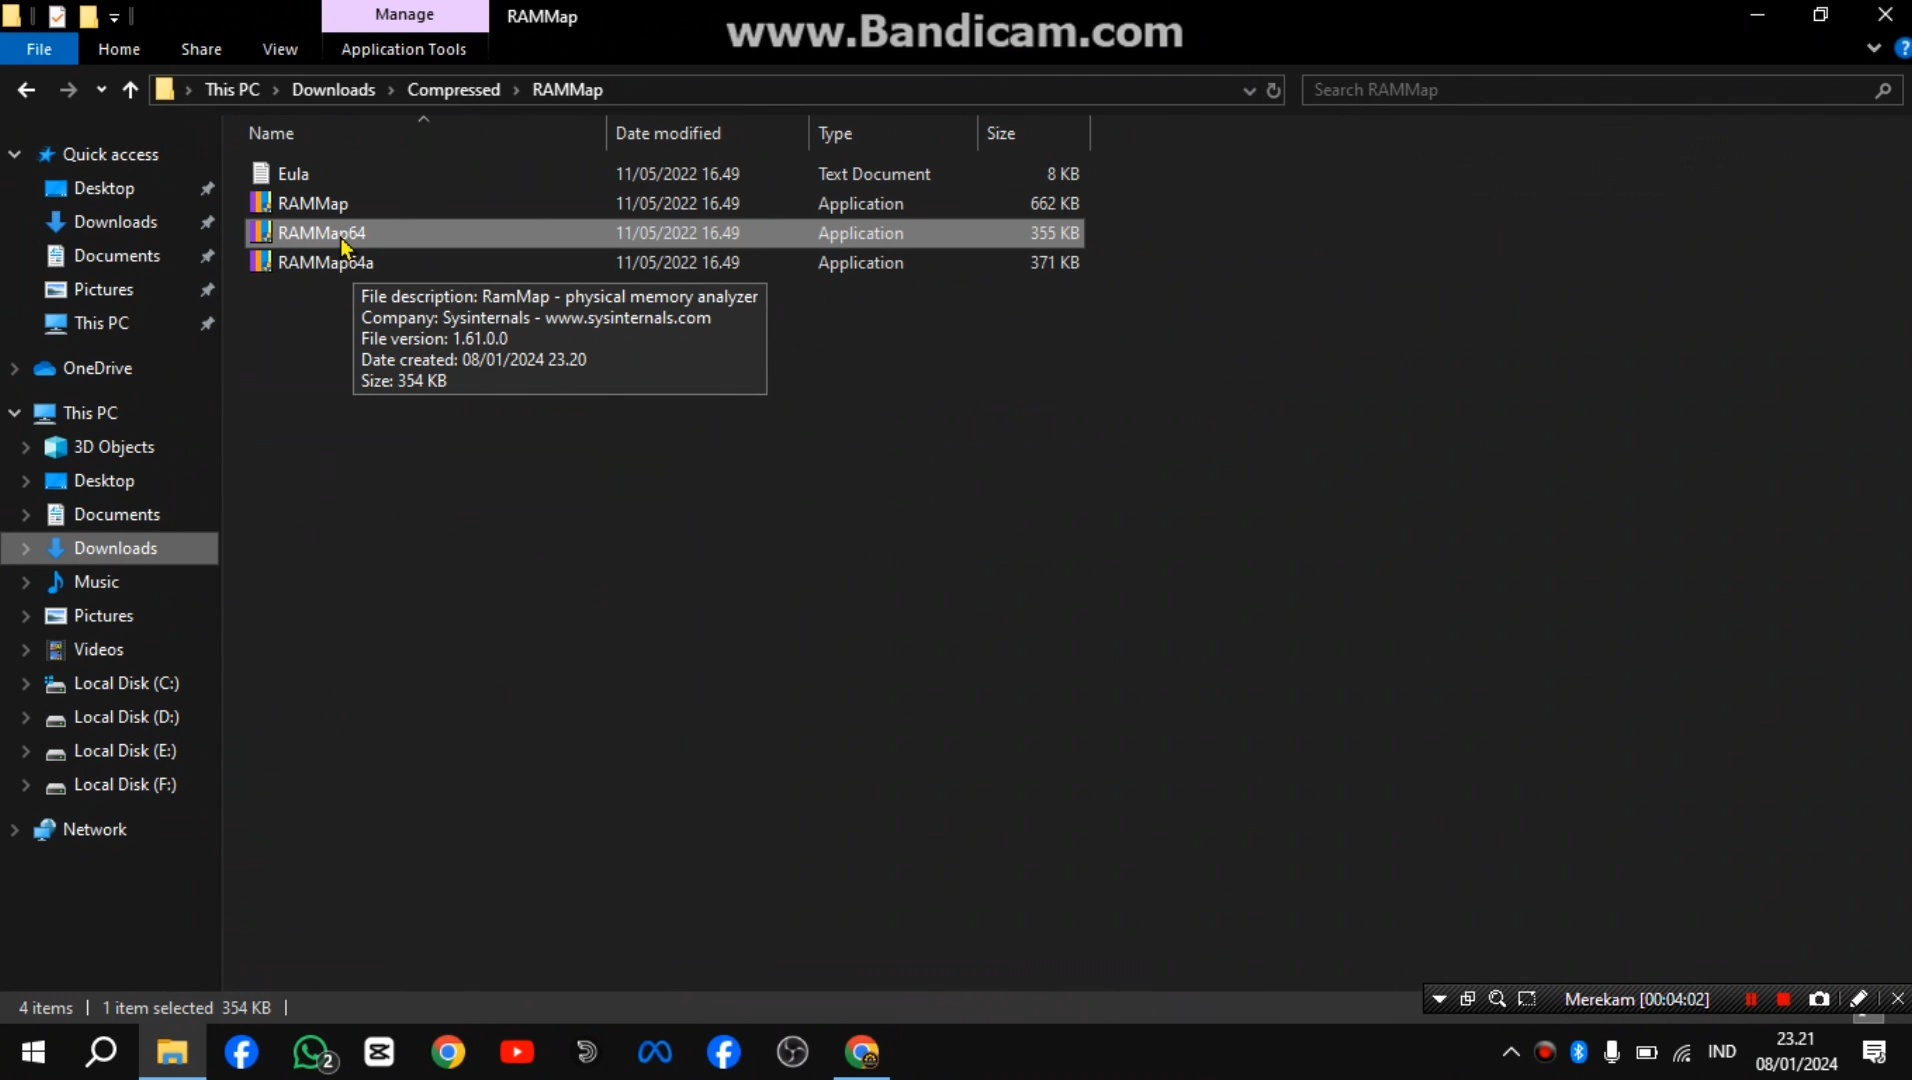 Manage
RAMMap
www.Bandicam.com
File
Home
Share
View
Application Tools
This PC
Downloads
Compressed
RAMMap
Search RAMMap
Name
Date modified
Type
Size
Eula
11/05/2022 16.49
Text Document
8 KB
RAMMap
11/05/2022 16.49
Application
662 KB
RAMMap64
11/05/2022 16.49
Application
355 KB
RAMMap64a
11/05/2022 16.49
Application
371 KB
File description: RamMap - physical memory analyzer
Company: Sysinternals - www.sysinternals.com
File version: 1.61.0.0
Date created: 08/01/2024 23.20
Size: 354 KB
Quick access
Desktop
Downloads
Documents
Pictures
This PC
OneDrive
This PC
3D Objects
Desktop
Documents
Downloads
Music
Pictures
Videos
Local Disk (C:)
Local Disk (D:)
Local Disk (E:)
Local Disk (F:)
Network
4 items
1 item selected 354 KB
Merekam [00:04:02]
2
IND
23.21
08/01/2024